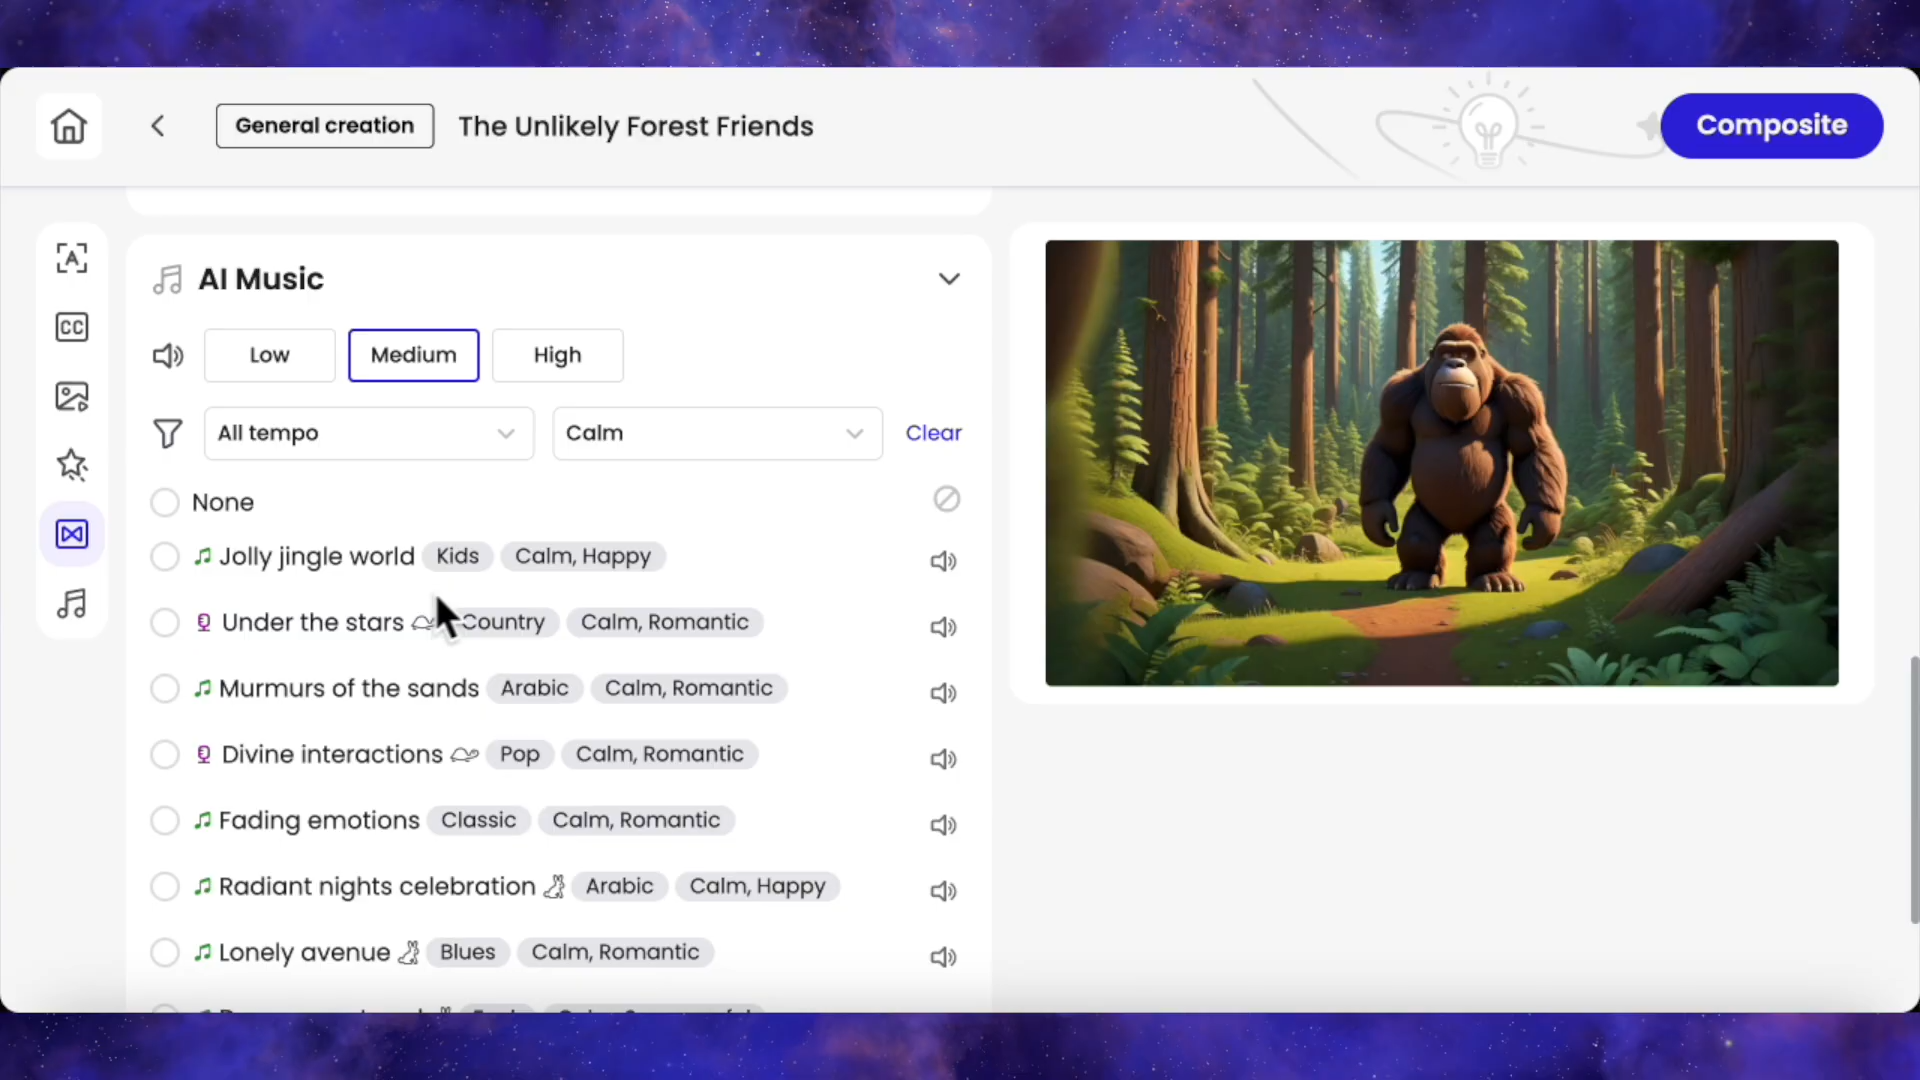 General creation The Unlikely Forest Friends Composite
AI Music
Low Medium High
All tempo Calm Clear
None
Jolly jingle world Kids Calm, Happy
Under the stars Country Calm, Romantic
Murmurs of the sands Arabic Calm, Romantic
Divine interactions Pop Calm, Romantic
Fading emotions Classic Calm, Romantic
Radiant nights celebration Arabic Calm, Happy
Lonely avenue Blues Calm, Romantic